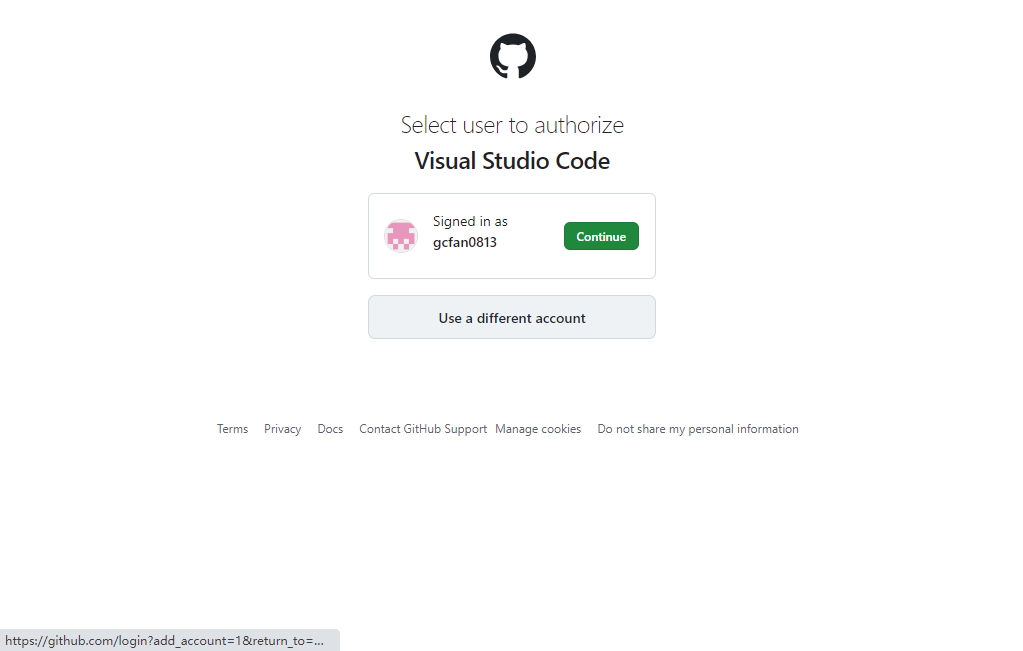 Select user to authorize
Visual Studio Code
Signed in as
gcfan0813
Continue
Use a different account
Terms Privacy Docs Contact GitHub Support Manage cookies Do not share my personal information
https://github.com/login?add_account=1&return_to=...